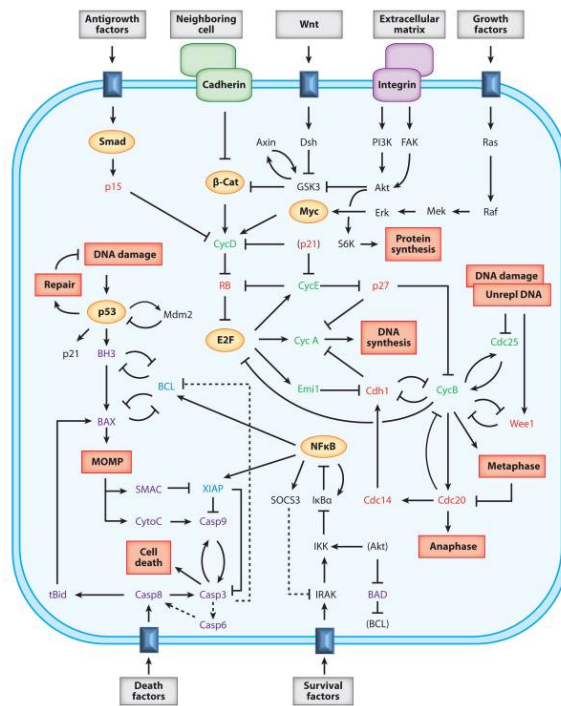 Antigrowth
factors
Neighboring
cell
Wnt
Extracellular
matrix
Growth
factors
Cadherin
Integrin
Smad
Axin
Dsh
PI3K
FAK
Ras
p15
β-Cat
GSK3
Akt
Myc
Erk
Mek
Raf
CycD
(p21)
S6K
Protein
synthesis
DNA damage
Repair
RB
CycE
p27
DNA damage
Unrepl DNA
p53
Mdm2
E2F
Cyc A
DNA
synthesis
Cdc25
p21
BH3
BCL
Emi1
Cdh1
CycB
BAX
Wee1
MOMP
NFκB
Metaphase
SMAC
XIAP
SOCS3
IκBα
Cdc14
Cdc20
CytoC
Casp9
Cell
death
IKK
(Akt)
Anaphase
tBid
Casp8
Casp3
IRAK
BAD
Casp6
(BCL)
Death
factors
Survival
factors